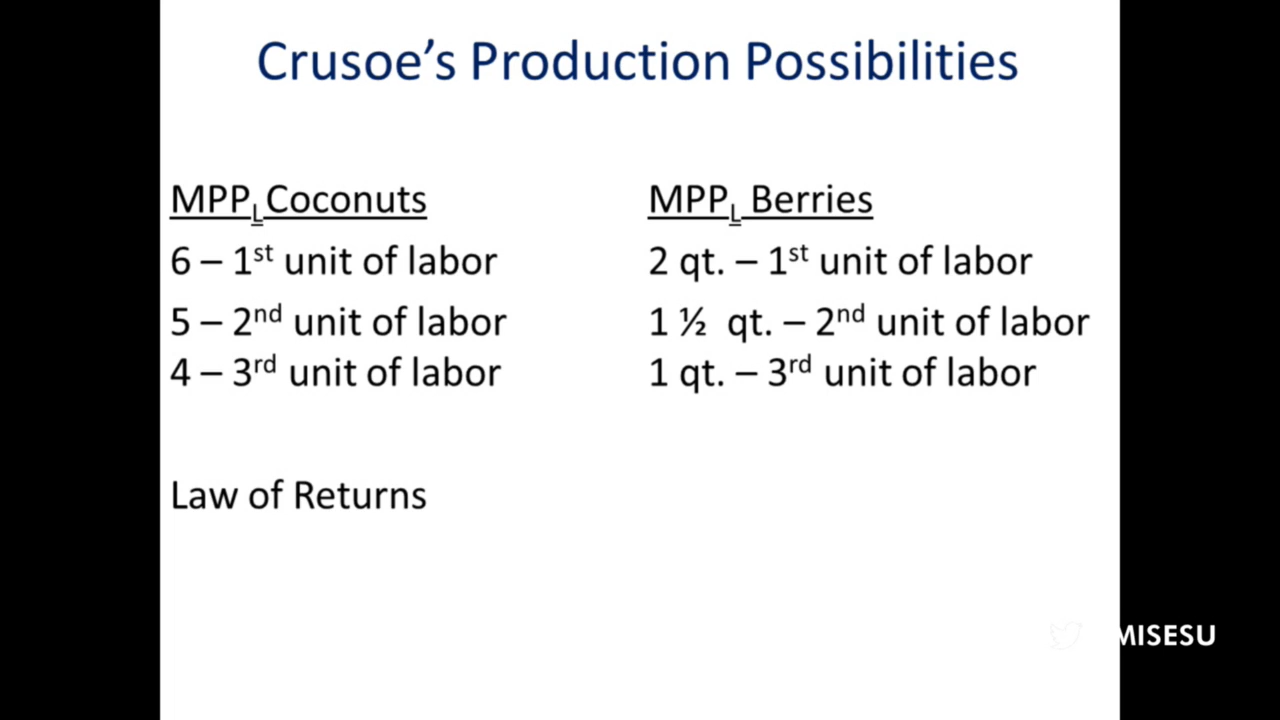 Crusoe's Production Possibilities
MPPL Coconuts
6 – 1st unit of labor
5 – 2nd unit of labor
4 – 3rd unit of labor
MPPL Berries
2 qt. – 1st unit of labor
1 ½ qt. – 2nd unit of labor
1 qt. – 3rd unit of labor
Law of Returns
MISESU